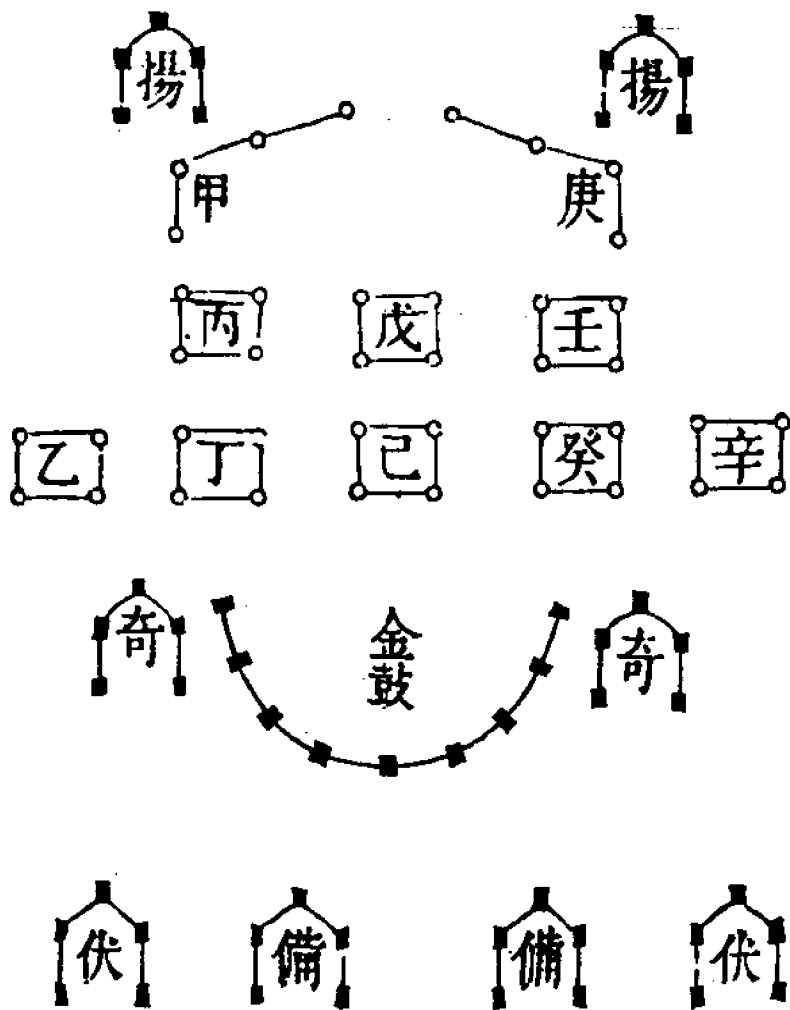 揚 揚
甲 庚
丙 戊 壬
乙 丁 己 癸 辛
奇 金鼓 奇
伏 備 備 伏